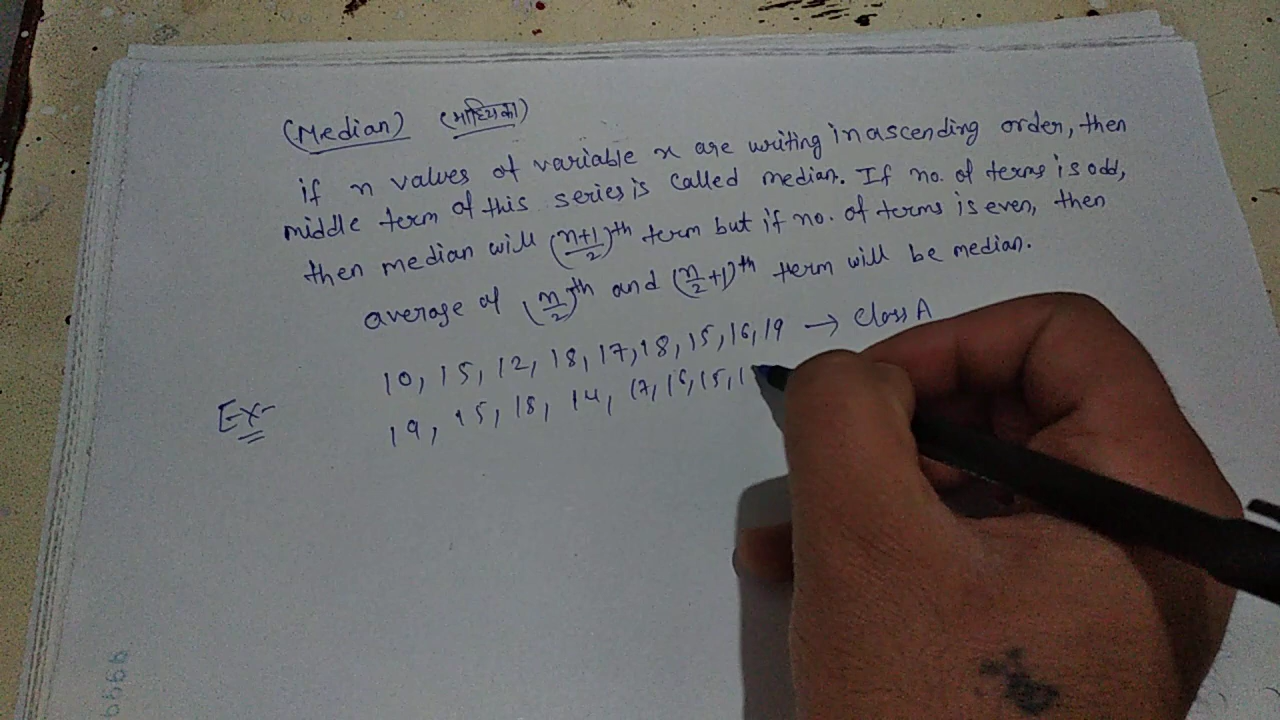 (Median) (माध्यिका)
if n values of variable x are writing in ascending order, then
middle term of this series is called median. If no. of terms is odd,
then median will (n+1/2)th term but if no. of terms is even, then
average of (n/2)th and (n/2+1)th term will be median.
10, 15, 12, 18, 17, 18, 15, 16, 19 → Class A
Ex- 19, 15, 18, 14, 17, 16, 15, 1